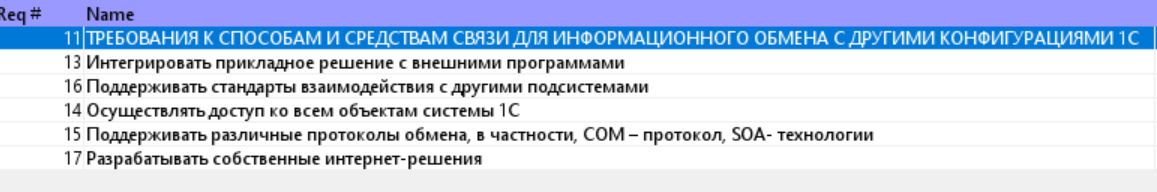 Req # Name
11 ТРЕБОВАНИЯ К СПОСОБАМ И СРЕДСТВАМ СВЯЗИ ДЛЯ ИНФОРМАЦИОННОГО ОБМЕНА С ДРУГИМИ КОНФИГУРАЦИЯМИ 1С
13 Интегрировать прикладное решение с внешними программами
16 Поддерживать стандарты взаимодействия с другими подсистемами
14 Осуществлять доступ ко всем объектам системы 1С
15 Поддерживать различные протоколы обмена, в частности, COM – протокол, SOA- технологии
17 Разрабатывать собственные интернет-решения